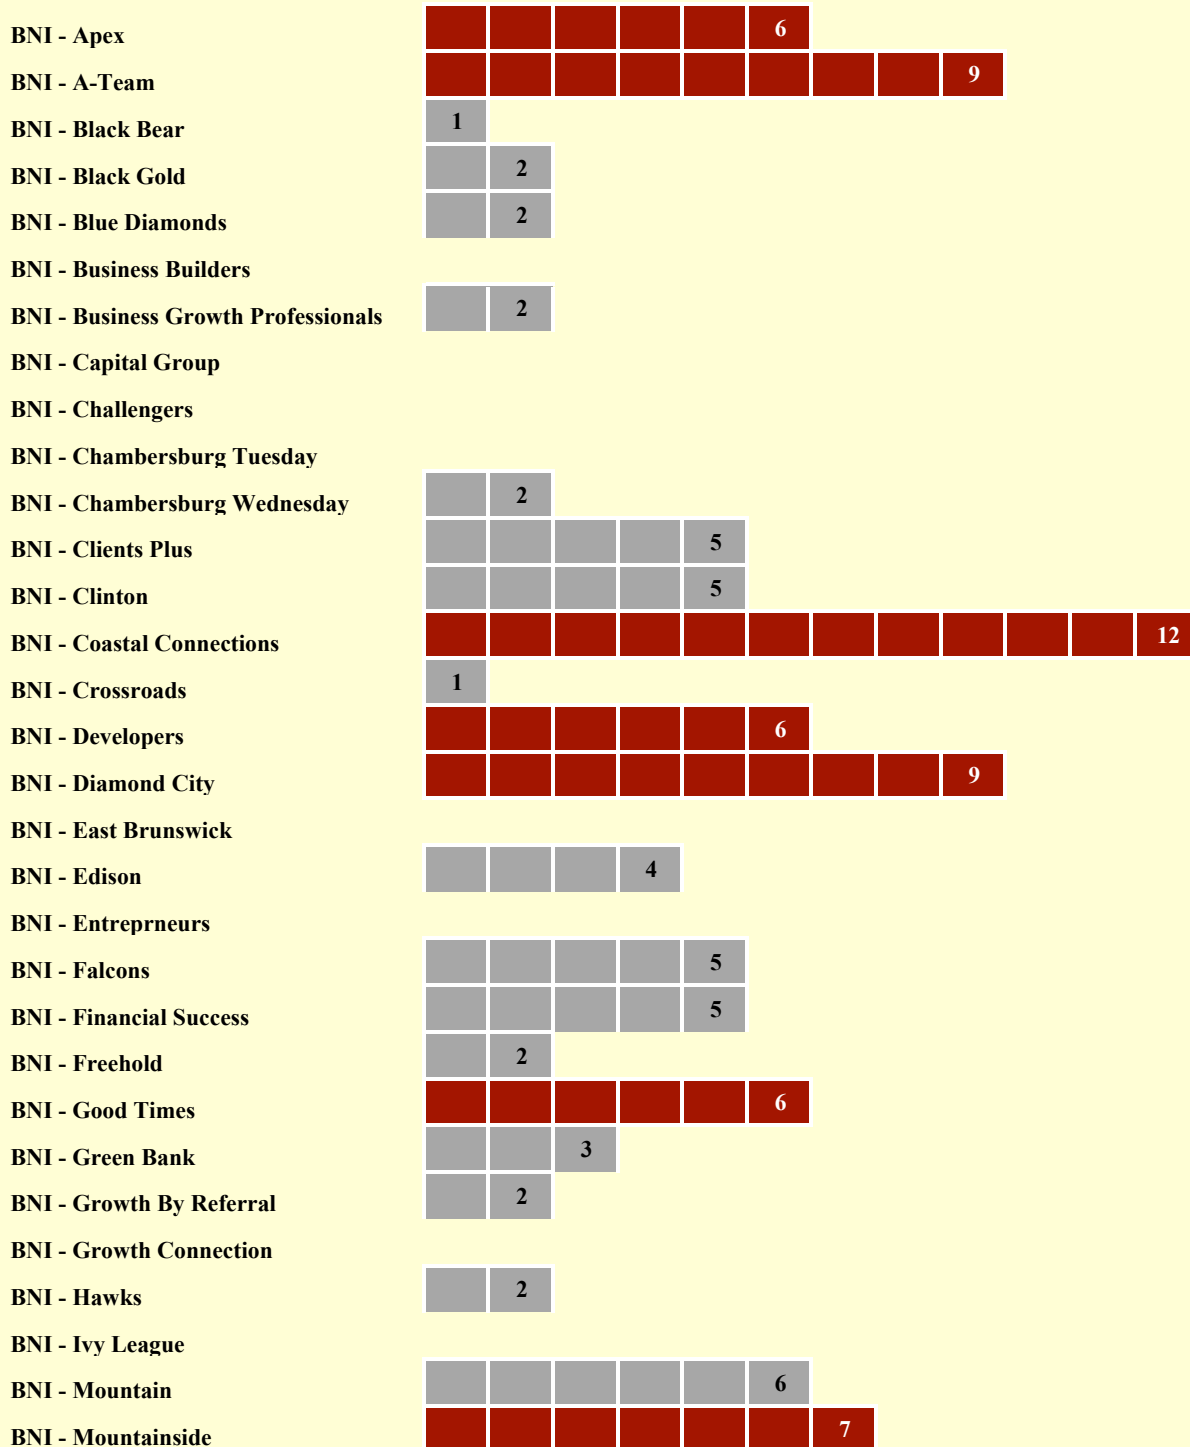 BNI - Apex 6
BNI - A-Team 9
BNI - Black Bear 1
BNI - Black Gold 2
BNI - Blue Diamonds 2
BNI - Business Builders
BNI - Business Growth Professionals 2
BNI - Capital Group
BNI - Challengers
BNI - Chambersburg Tuesday
BNI - Chambersburg Wednesday 2
BNI - Clients Plus 5
BNI - Clinton 5
BNI - Coastal Connections 12
BNI - Crossroads 1
BNI - Developers 6
BNI - Diamond City 9
BNI - East Brunswick
BNI - Edison 4
BNI - Entreprneurs
BNI - Falcons 5
BNI - Financial Success 5
BNI - Freehold 2
BNI - Good Times 6
BNI - Green Bank 3
BNI - Growth By Referral 2
BNI - Growth Connection
BNI - Hawks 2
BNI - Ivy League
BNI - Mountain 6
BNI - Mountainside 7